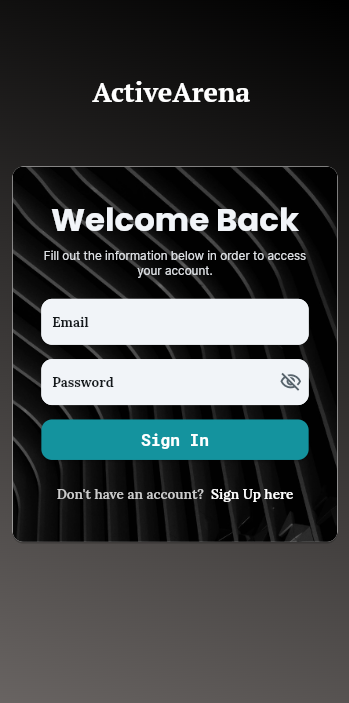 ActiveArena
Welcome Back
Fill out the information below in order to access
your account.
Email
Password
Sign In
Don't have an account? Sign Up here